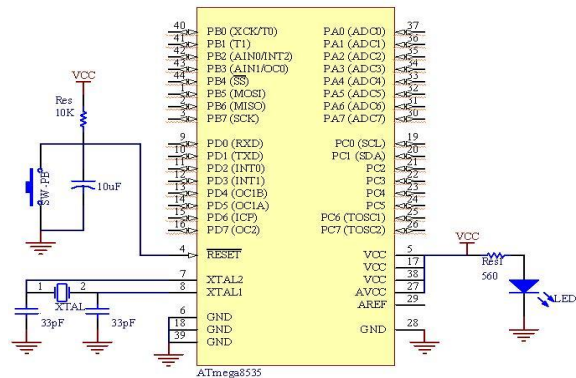 VCC
Res
10K
SW-PB
10uF
40 PB0 (XCK/T0)
41 PB1 (T1)
42 PB2 (AIN0/INT2)
43 PB3 (AIN1/OC0)
44 PB4 (SS)
1 PB5 (MOSI)
2 PB6 (MISO)
3 PB7 (SCK)
9 PD0 (RXD)
10 PD1 (TXD)
11 PD2 (INT0)
12 PD3 (INT1)
13 PD4 (OC1B)
14 PD5 (OC1A)
15 PD6 (ICP)
16 PD7 (OC2)
4 RESET
7 XTAL2
8 XTAL1
6 GND
18 GND
39 GND
1 2
XTAL
33pF 33pF
PA0 (ADC0) 37
PA1 (ADC1) 36
PA2 (ADC2) 35
PA3 (ADC3) 34
PA4 (ADC4) 33
PA5 (ADC5) 32
PA6 (ADC6) 31
PA7 (ADC7) 30
PC0 (SCL) 19
PC1 (SDA) 20
PC2 21
PC3 22
PC4 23
PC5 24
PC6 (TOSC1) 25
PC7 (TOSC2) 26
VCC 5
VCC 17
VCC 38
AVCC 27
AREF 29
GND 28
VCC
Res1
560
LED
ATmega8535